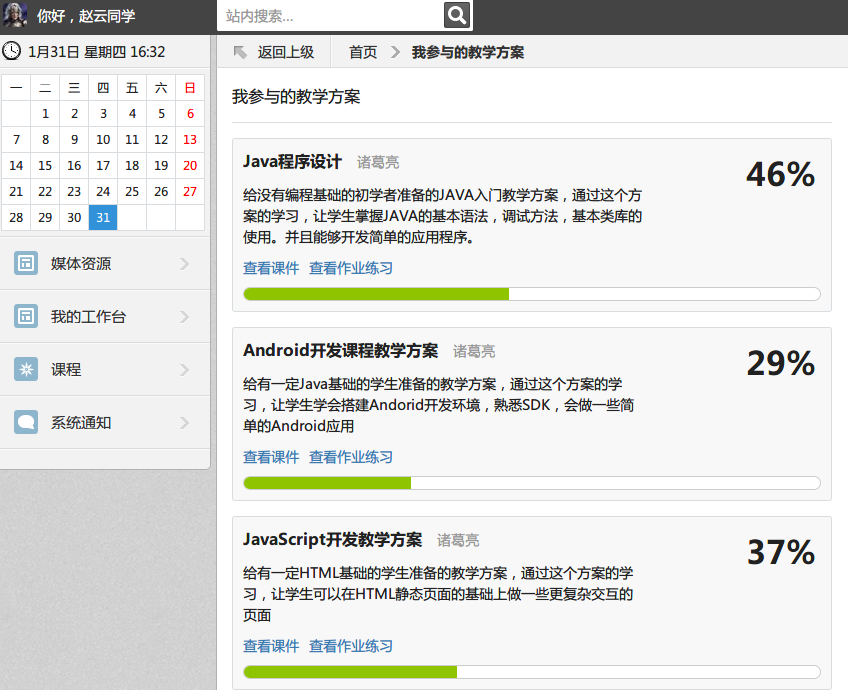 你好，赵云同学
站内搜索...
1月31日 星期四 16:32
返回上级 首页 我参与的教学方案
一 二 三 四 五 六 日
1 2 3 4 5 6
7 8 9 10 11 12 13
14 15 16 17 18 19 20
21 22 23 24 25 26 27
28 29 30 31
媒体资源
我的工作台
课程
系统通知
我参与的教学方案
Java程序设计 诸葛亮
46%
给没有编程基础的初学者准备的JAVA入门教学方案，通过这个方
案的学习，让学生掌握JAVA的基本语法，调试方法，基本类库的
使用。并且能够开发简单的应用程序。
查看课件 查看作业练习
Android开发课程教学方案 诸葛亮
29%
给有一定Java基础的学生准备的教学方案，通过这个方案的学
习，让学生学会搭建Andorid开发环境，熟悉SDK，会做一些简
单的Android应用
查看课件 查看作业练习
JavaScript开发教学方案 诸葛亮
37%
给有一定HTML基础的学生准备的教学方案，通过这个方案的学
习，让学生可以在HTML静态页面的基础上做一些更复杂交互的
页面
查看课件 查看作业练习